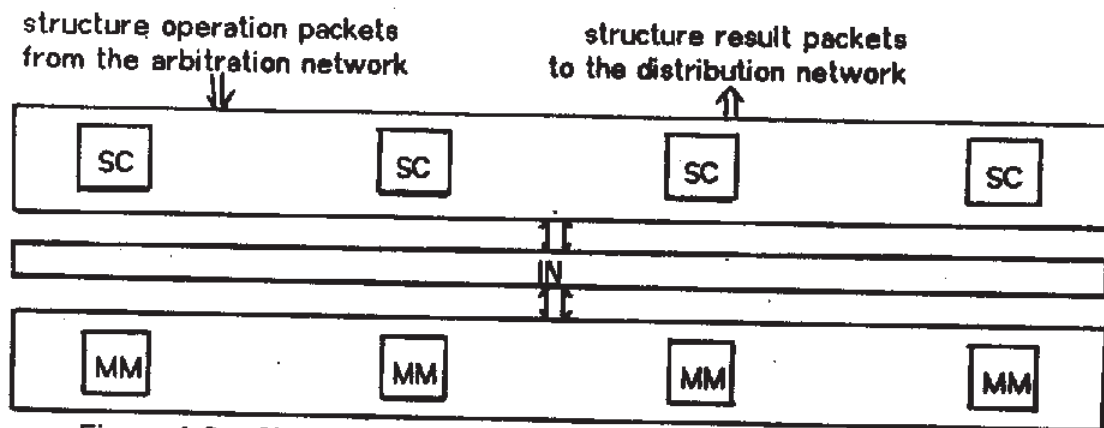 structure operation packets
from the arbitration network
structure result packets
to the distribution network
SC SC SC SC
IN
MM MM MM MM